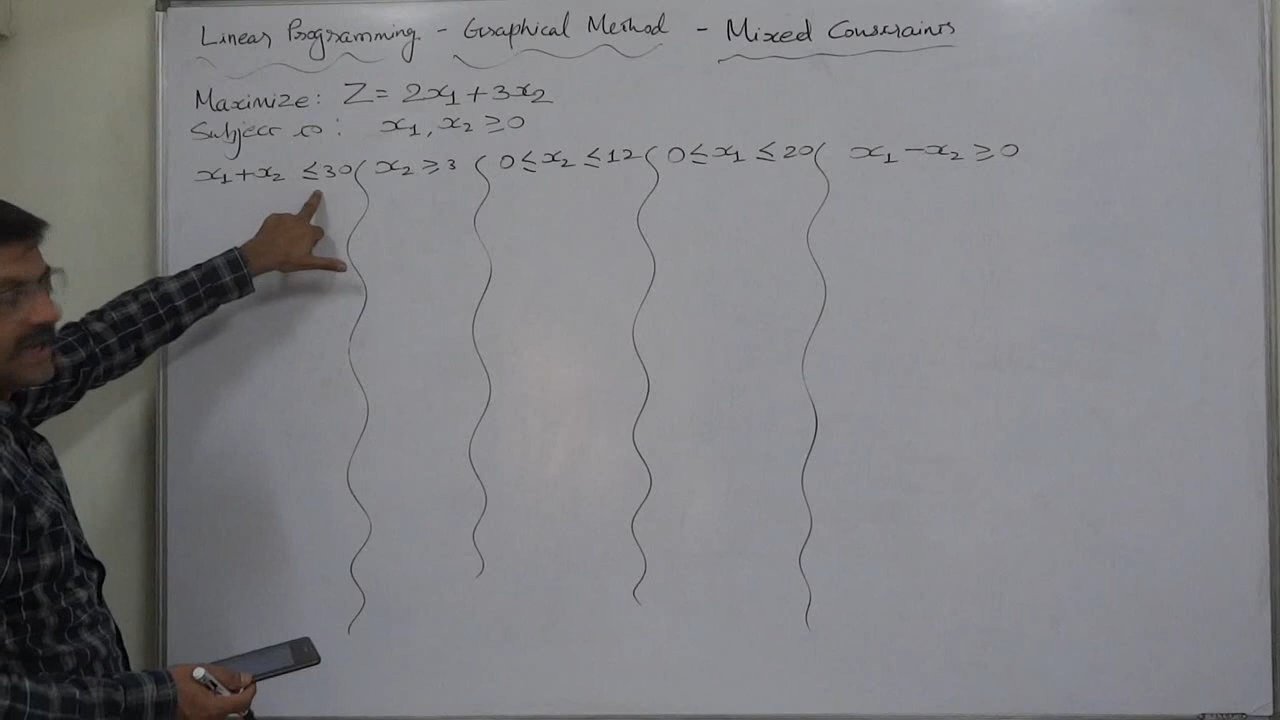 Linear Programming - Graphical Method - Mixed Constraints
Maximize: Z = 2x₁ + 3x₂
Subject to: x₁, x₂ ≥ 0
x₁ + x₂ ≤ 30 x₂ ≥ 3 0 ≤ x₂ ≤ 12 0 ≤ x₁ ≤ 20 x₁ - x₂ ≥ 0